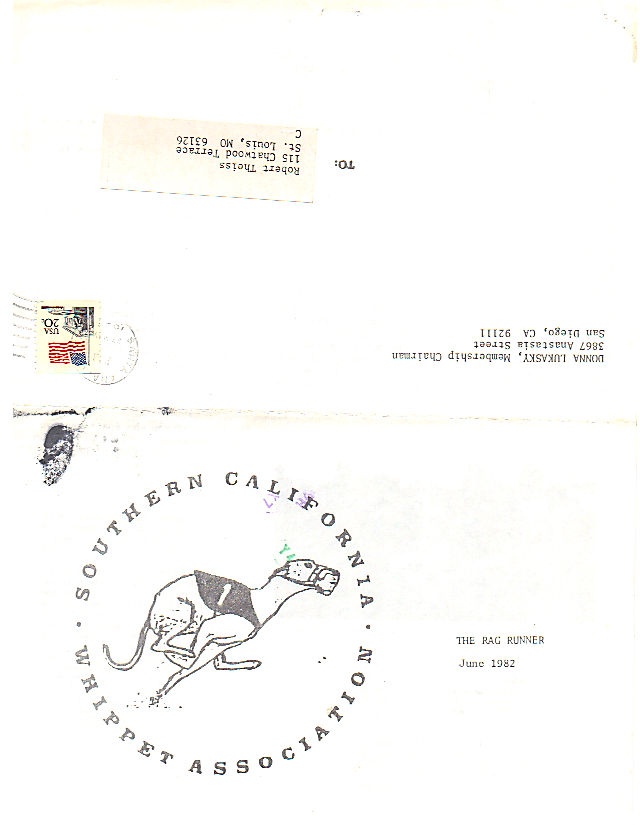 Robert Theiss
115 Chatwood Terrace
St. Louis, MO 63126
C
TO:
USA
20c
DONNA LUKASKY, Membership Chairman
3867 Anastasia Street
San Diego, CA 92111
SOUTHERN CALIFORNIA
WHIPPET ASSOCIATION
1
THE RAG RUNNER
June 1982